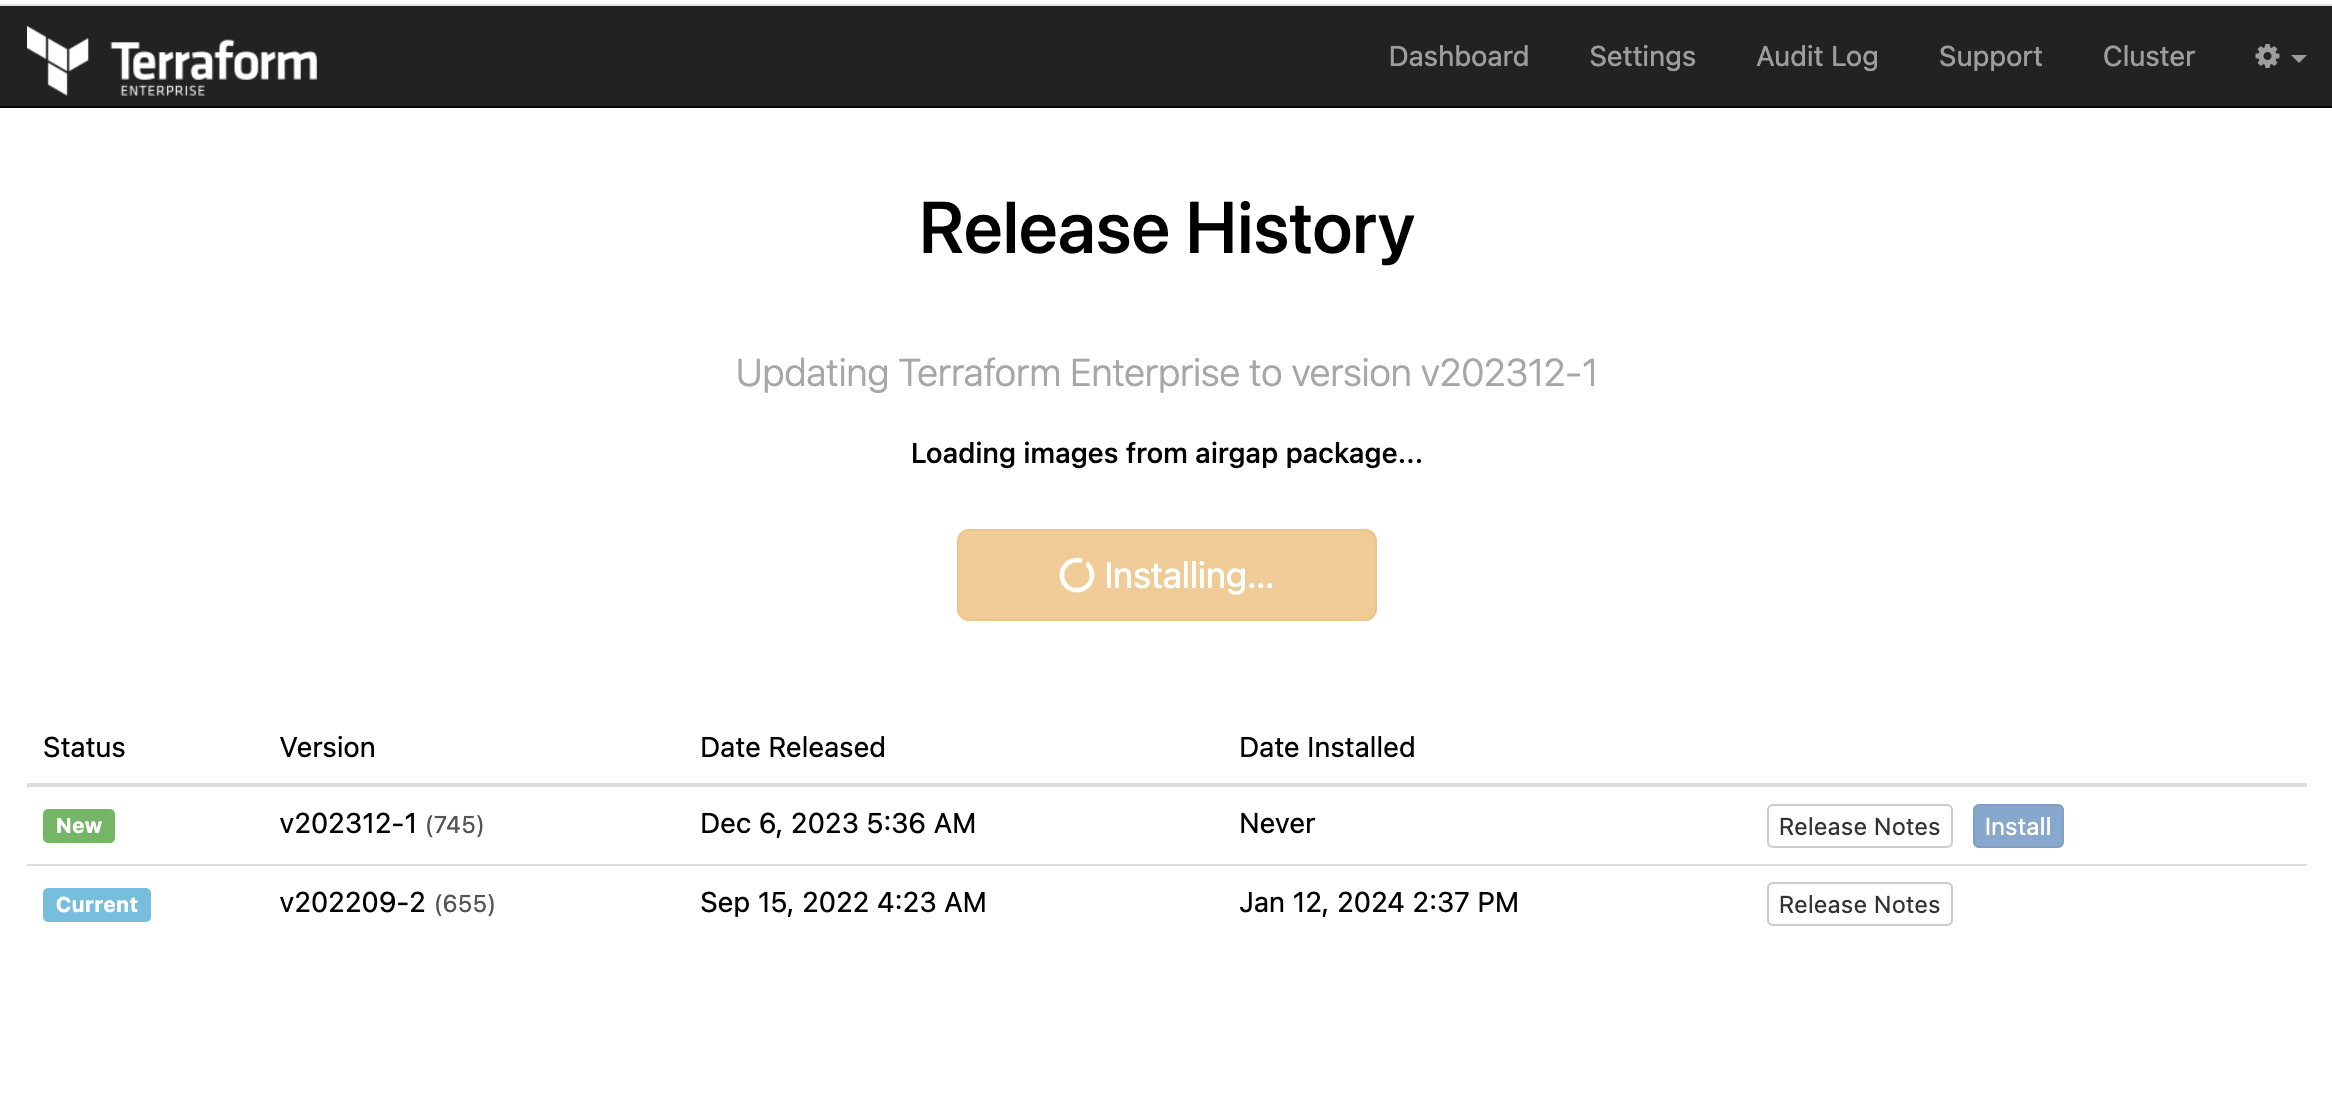 Terraform
ENTERPRISE
Dashboard Settings Audit Log Support Cluster
Release History
Updating Terraform Enterprise to version v202312-1
Loading images from airgap package...
Installing...
Status Version Date Released Date Installed
New v202312-1 (745) Dec 6, 2023 5:36 AM Never Release Notes Install
Current v202209-2 (655) Sep 15, 2022 4:23 AM Jan 12, 2024 2:37 PM Release Notes